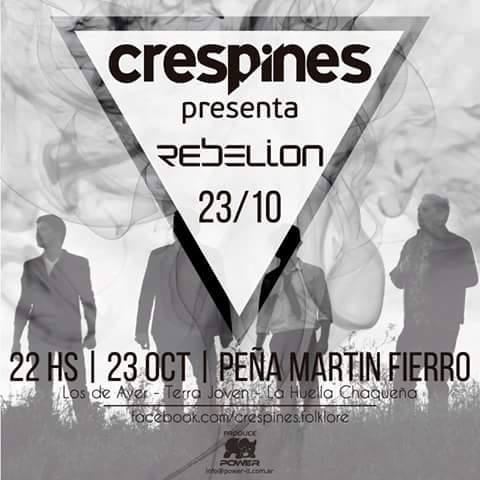 crespines
presenta
REBELION
23/10
22 HS | 23 OCT | PEÑA MARTIN FIERRO
Los de Ayer - Terra Joven - La Huella Chaqueña
facebook.com/crespines.folklore
PRODUCE
POWER
info@power-it.com.ar